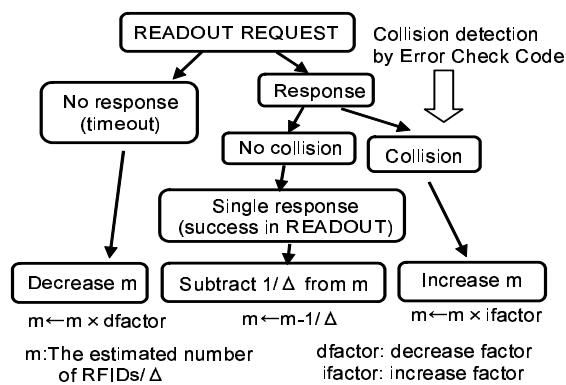 READOUT REQUEST
Collision detection
by Error Check Code
No response
(timeout)
Response
No collision
Collision
Single response
(success in READOUT)
Decrease m
Subtract 1/Δ from m
Increase m
m←m × dfactor
m←m-1/Δ
m←m × ifactor
m:The estimated number
of RFIDs/Δ
dfactor: decrease factor
ifactor: increase factor